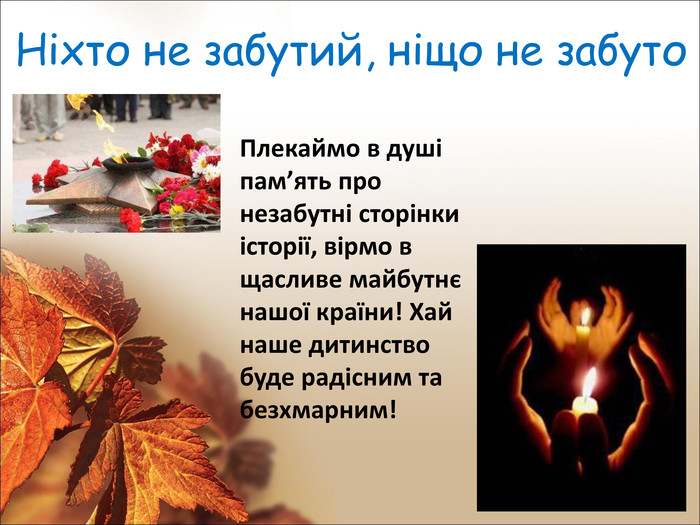 Ніхто не забутий, ніщо не забуто
Плекаймо в душі
пам’ять про
незабутні сторінки
історії, вірмо в
щасливе майбутнє
нашої країни! Хай
наше дитинство
буде радісним та
безхмарним!